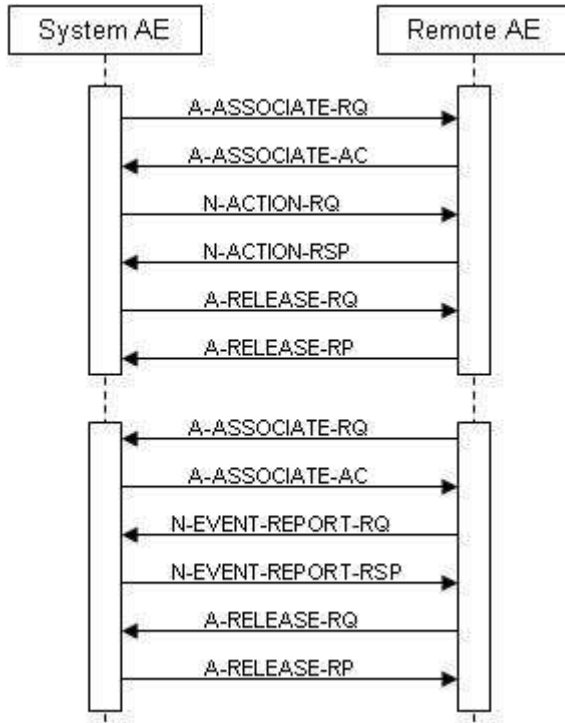 System AE
Remote AE
A-ASSOCIATE-RQ
A-ASSOCIATE-AC
N-ACTION-RQ
N-ACTION-RSP
A-RELEASE-RQ
A-RELEASE-RP
A-ASSOCIATE-RQ
A-ASSOCIATE-AC
N-EVENT-REPORT-RQ
N-EVENT-REPORT-RSP
A-RELEASE-RQ
A-RELEASE-RP